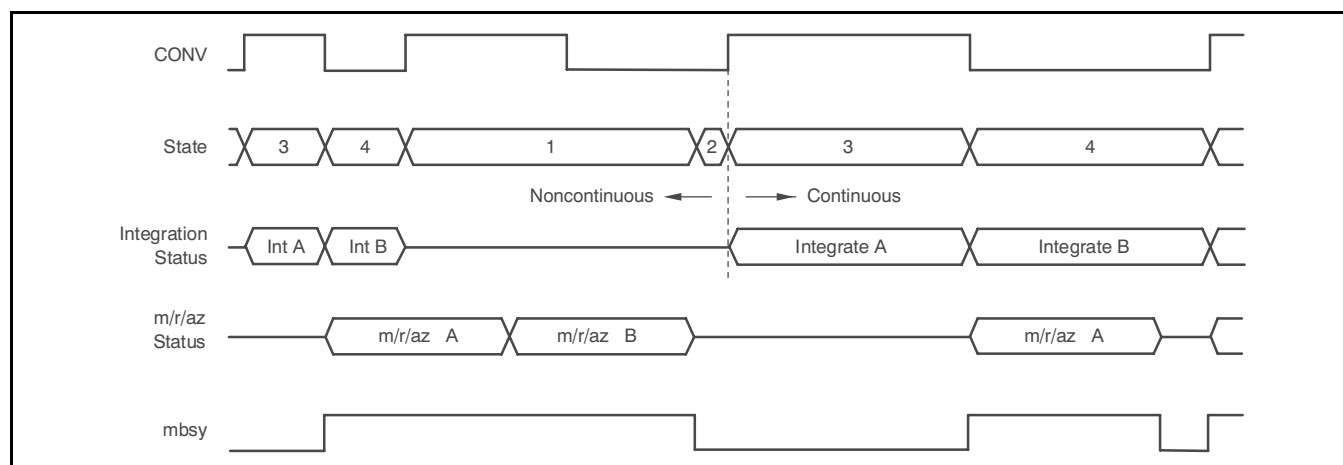 CONV
State
3
4
1
2
3
4
Noncontinuous
Continuous
Integration
Status
Int A
Int B
Integrate A
Integrate B
m/r/az
Status
m/r/az A
m/r/az B
m/r/az A
mbsy